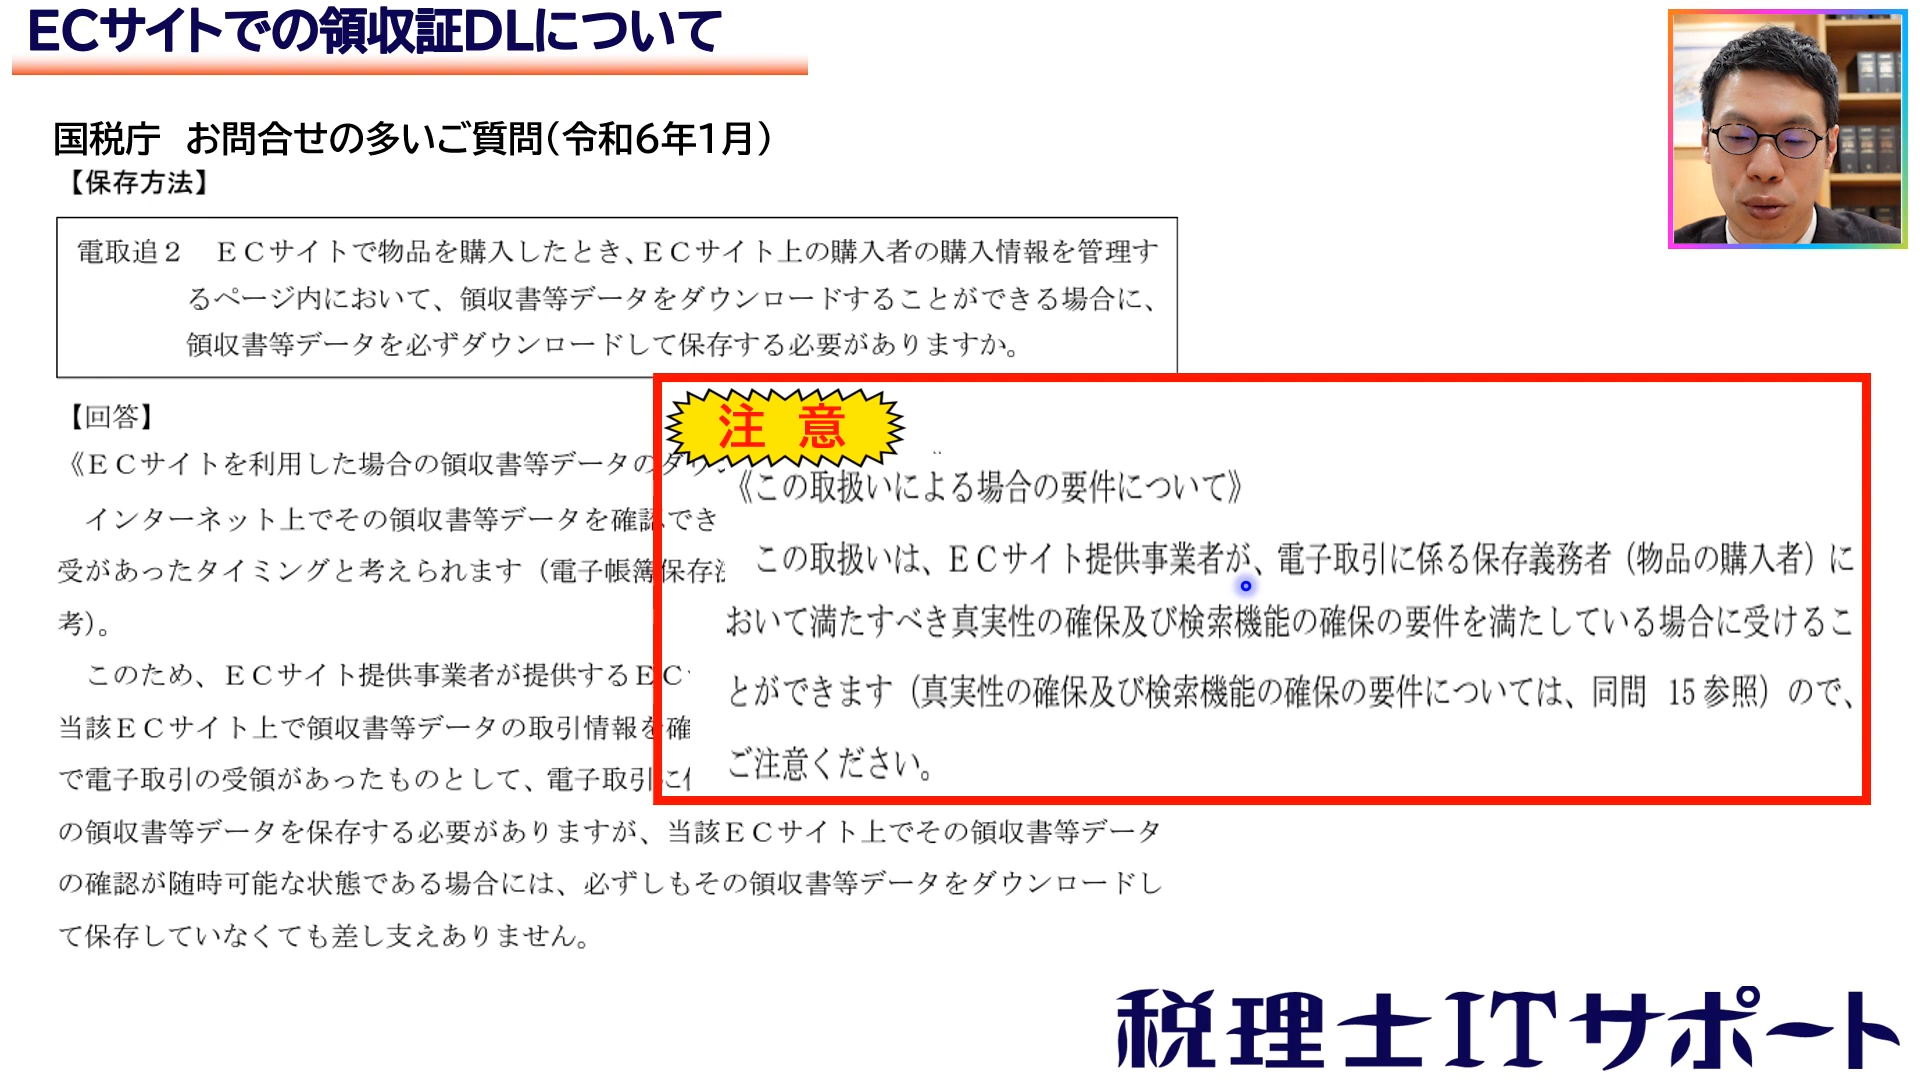 ECサイトでの領収証DLについて
国税庁　お問合せの多いご質問(令和6年1月)
【保存方法】
電取追２　ＥＣサイトで物品を購入したとき、ＥＣサイト上の購入者の購入情報を管理す
るページ内において、領収書等データをダウンロードすることができる場合に、
領収書等データを必ずダウンロードして保存する必要がありますか。
【回答】
《ＥＣサイトを利用した場合の領収書等データのダウ
インターネット上でその領収書等データを確認でき
受があったタイミングと考えられます（電子帳簿保存
考）。
このため、ＥＣサイト提供事業者が提供するＥＣ
当該ＥＣサイト上で領収書等データの取引情報を確
で電子取引の受領があったものとして、電子取引に
の領収書等データを保存する必要がありますが、当該ＥＣサイト上でその領収書等データ
の確認が随時可能な状態である場合には、必ずしもその領収書等データをダウンロードし
て保存していなくても差し支えありません。
注　意
《この取扱いによる場合の要件について》
この取扱いは、ＥＣサイト提供事業者が、電子取引に係る保存義務者（物品の購入者）に
おいて満たすべき真実性の確保及び検索機能の確保の要件を満たしている場合に受けるこ
とができます（真実性の確保及び検索機能の確保の要件については、同問　15 参照）ので、
ご注意ください。
税理士ITサポート